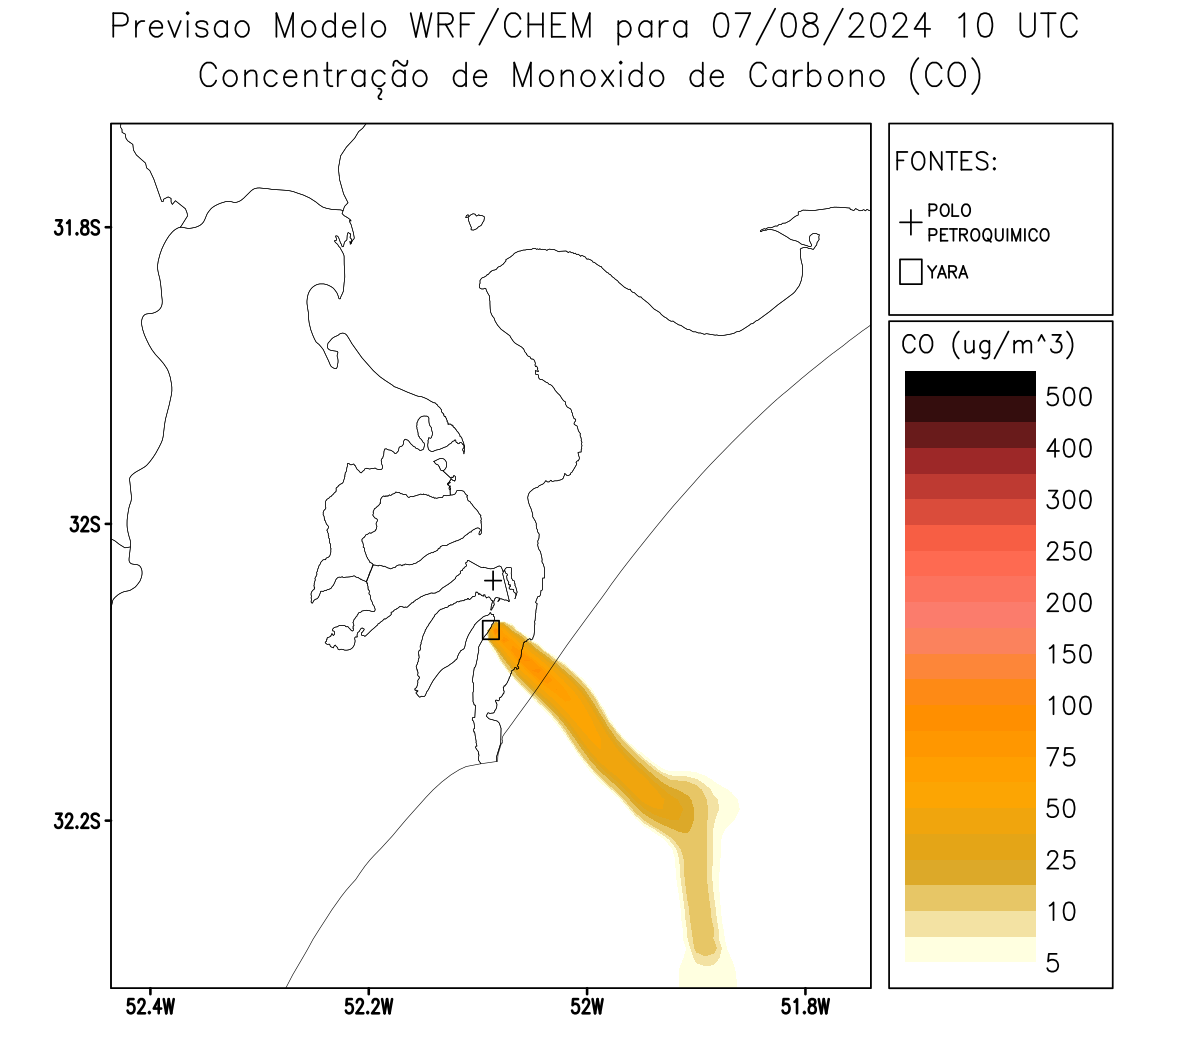 Previsao Modelo WRF/CHEM para 07/08/2024 10 UTC
Concentração de Monoxido de Carbono (CO)
FONTES:
POLO
PETROQUIMICO
YARA
CO (ug/m^3)
500
400
300
250
200
150
100
75
50
25
10
5
31.8S
32S
32.2S
52.4W
52.2W
52W
51.8W